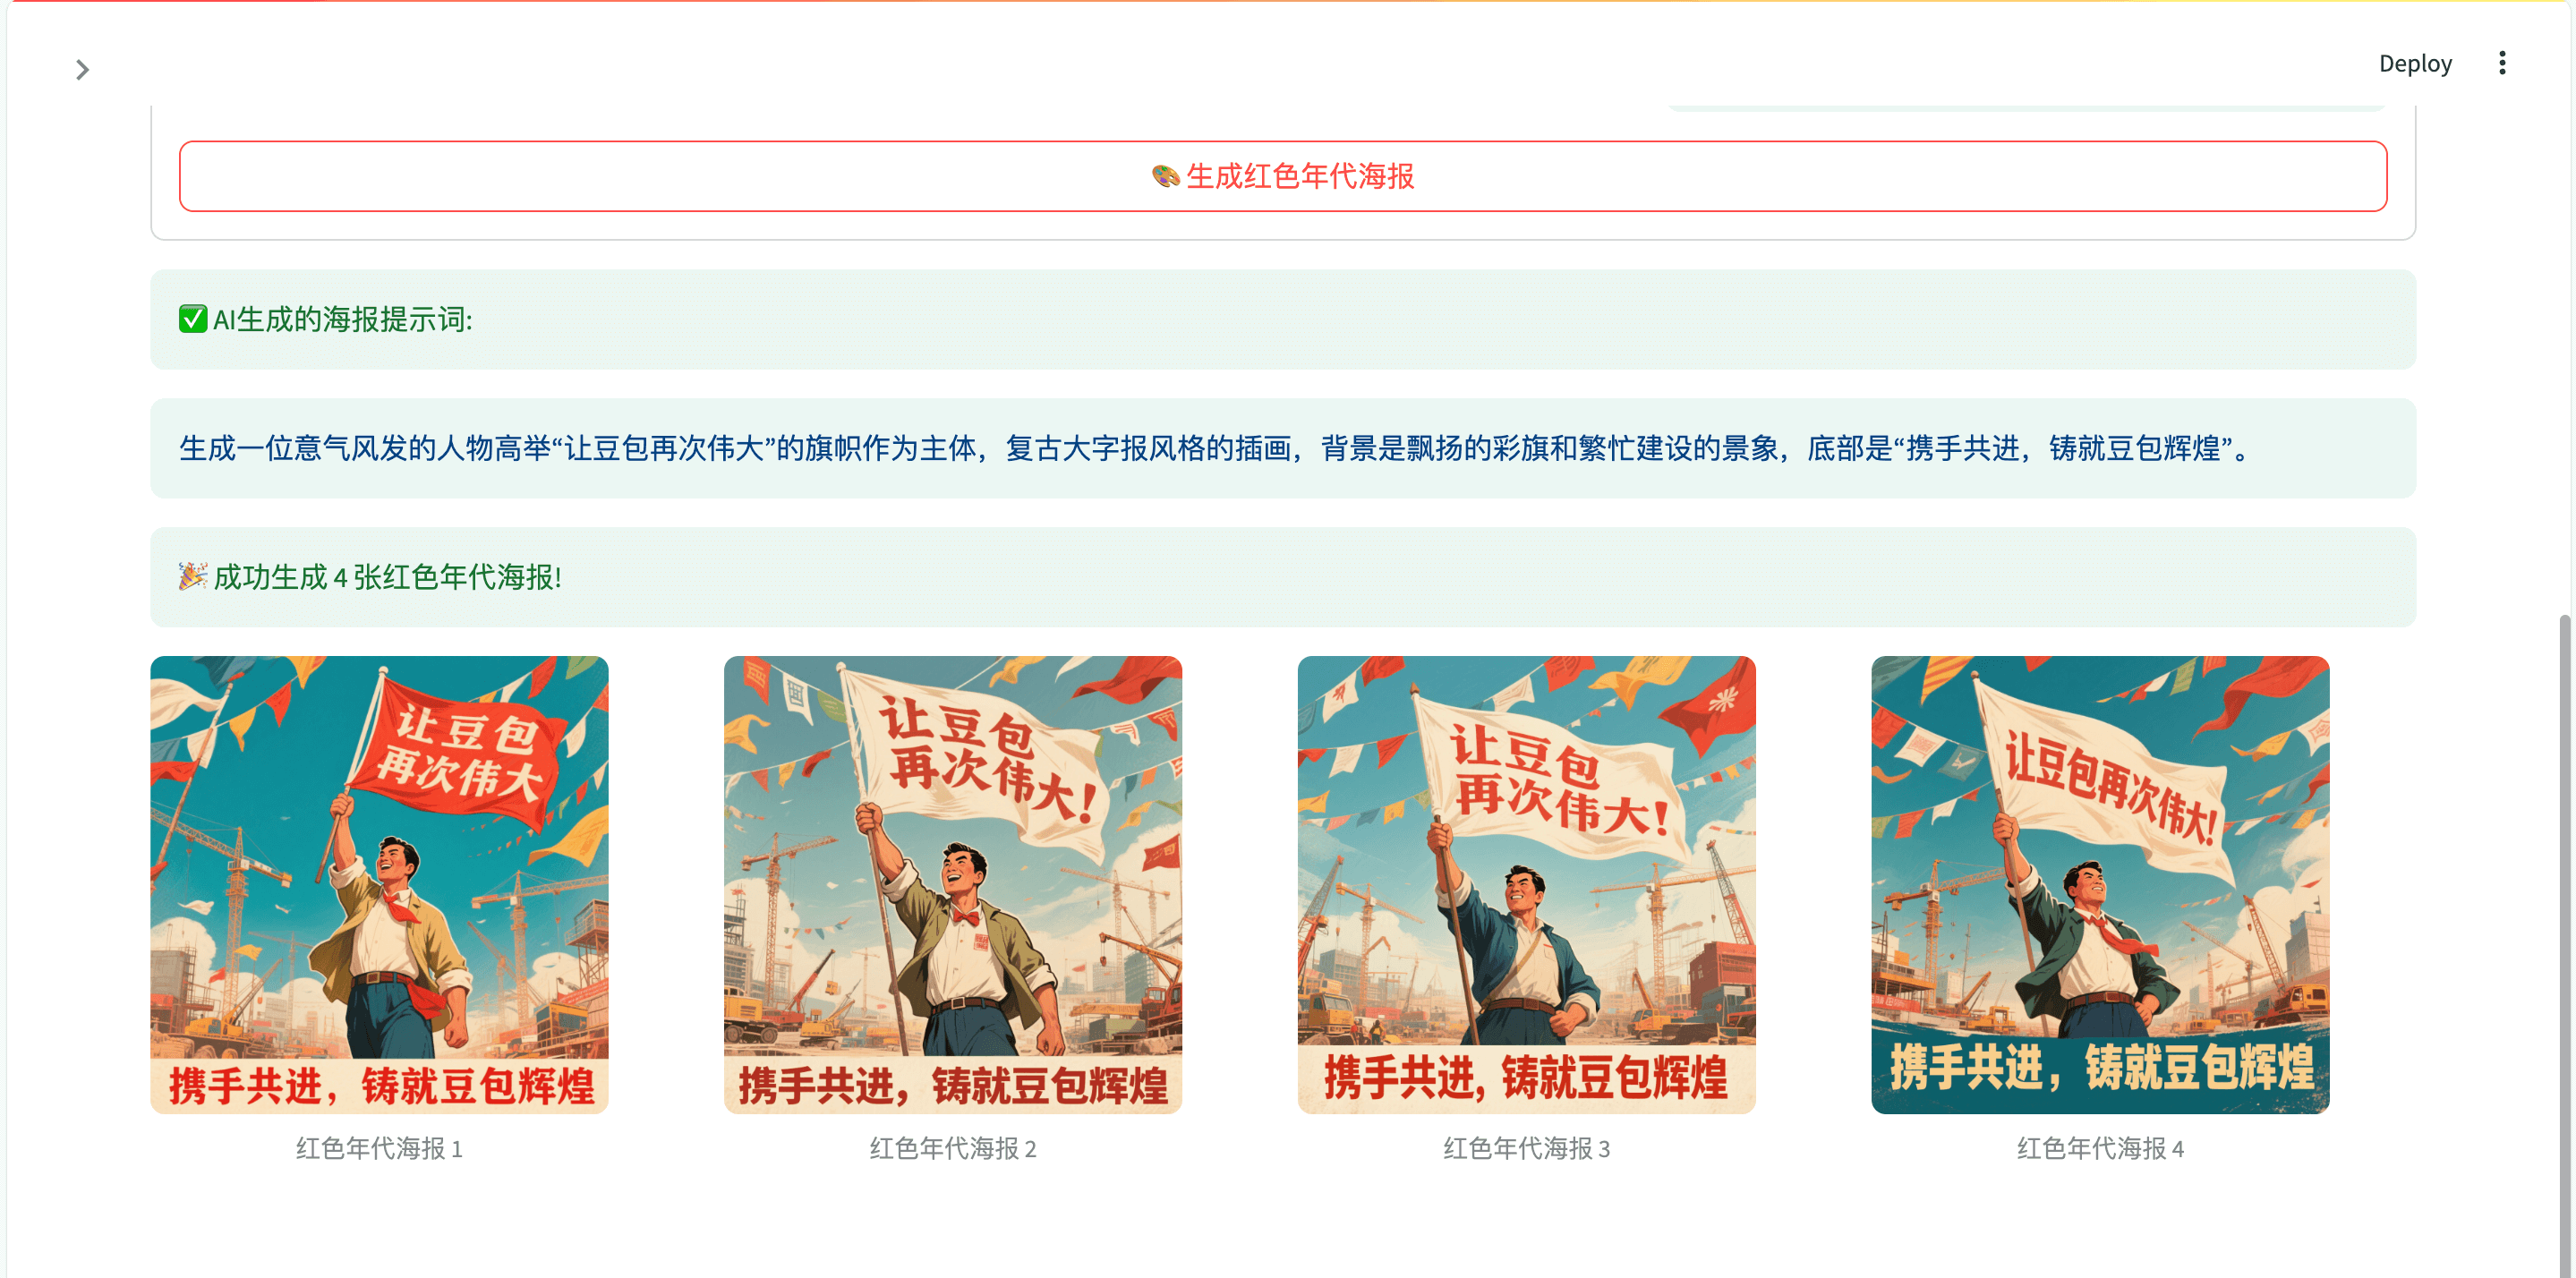 Deploy
🎨 生成红色年代海报
✅ AI生成的海报提示词:
生成一位意气风发的人物高举“让豆包再次伟大”的旗帜作为主体，复古大字报风格的插画，背景是飘扬的彩旗和繁忙建设的景象，底部是“携手共进，铸就豆包辉煌”。
🎉 成功生成 4 张红色年代海报!
让豆包
再次伟大
携手共进，铸就豆包辉煌
红色年代海报 1
让豆包
再次伟大!
携手共进，铸就豆包辉煌
红色年代海报 2
让豆包
再次伟大!
携手共进,铸就豆包辉煌
红色年代海报 3
让豆包再次伟大!
携手共进，铸就豆包辉煌
红色年代海报 4